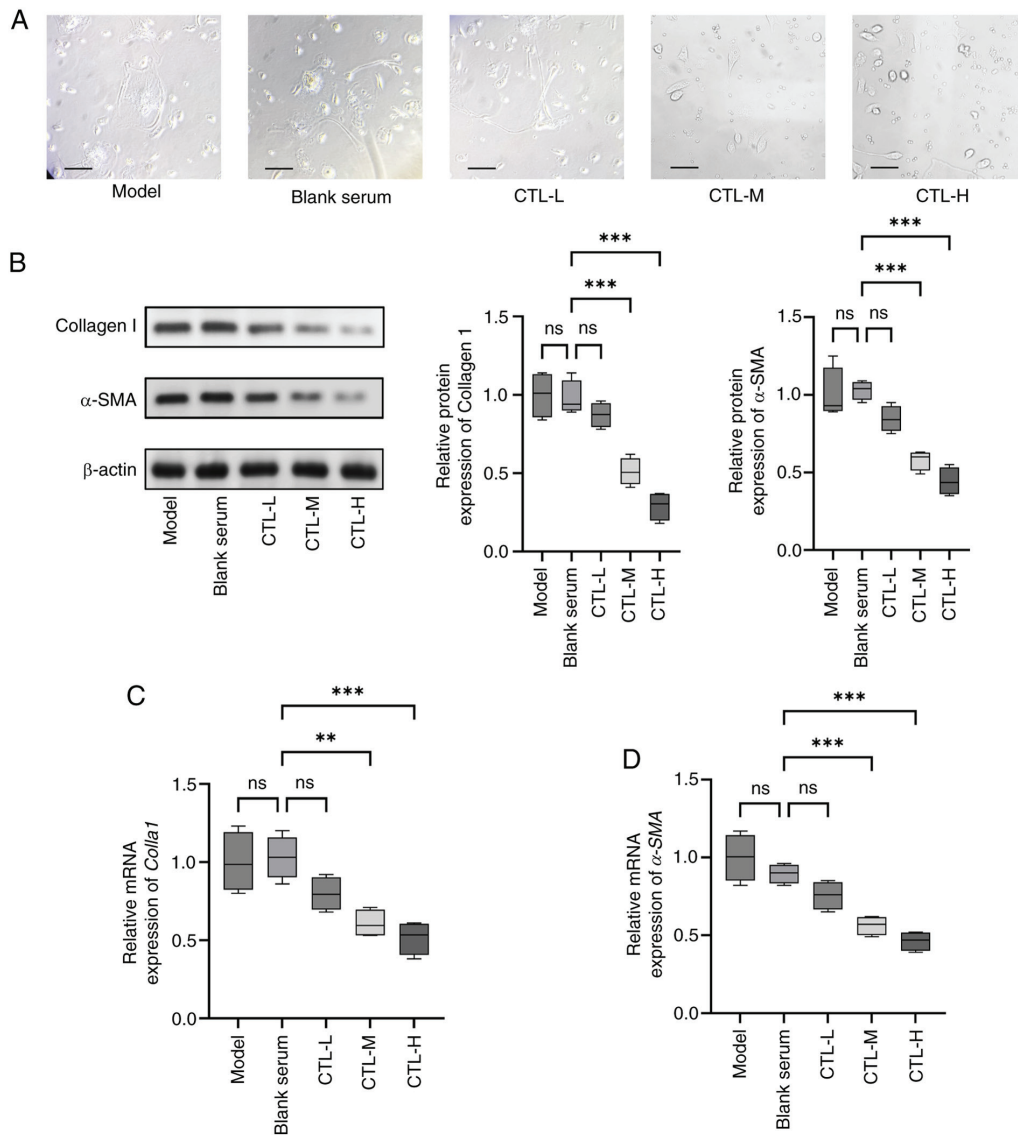 A
Model
Blank serum
CTL-L
CTL-M
CTL-H
B
Collagen I
α-SMA
β-actin
Model
Blank serum
CTL-L
CTL-M
CTL-H
Relative protein
expression of Collagen 1
1.5
1.0
0.5
0.0
ns
ns
***
***
Model
Blank serum
CTL-L
CTL-M
CTL-H
Relative protein
expression of α-SMA
1.5
1.0
0.5
0.0
ns
ns
***
***
Model
Blank serum
CTL-L
CTL-M
CTL-H
C
Relative mRNA
expression of Colla1
1.5
1.0
0.5
0.0
ns
ns
**
***
Model
Blank serum
CTL-L
CTL-M
CTL-H
D
Relative mRNA
expression of α-SMA
1.5
1.0
0.5
0.0
ns
ns
***
***
Model
Blank serum
CTL-L
CTL-M
CTL-H